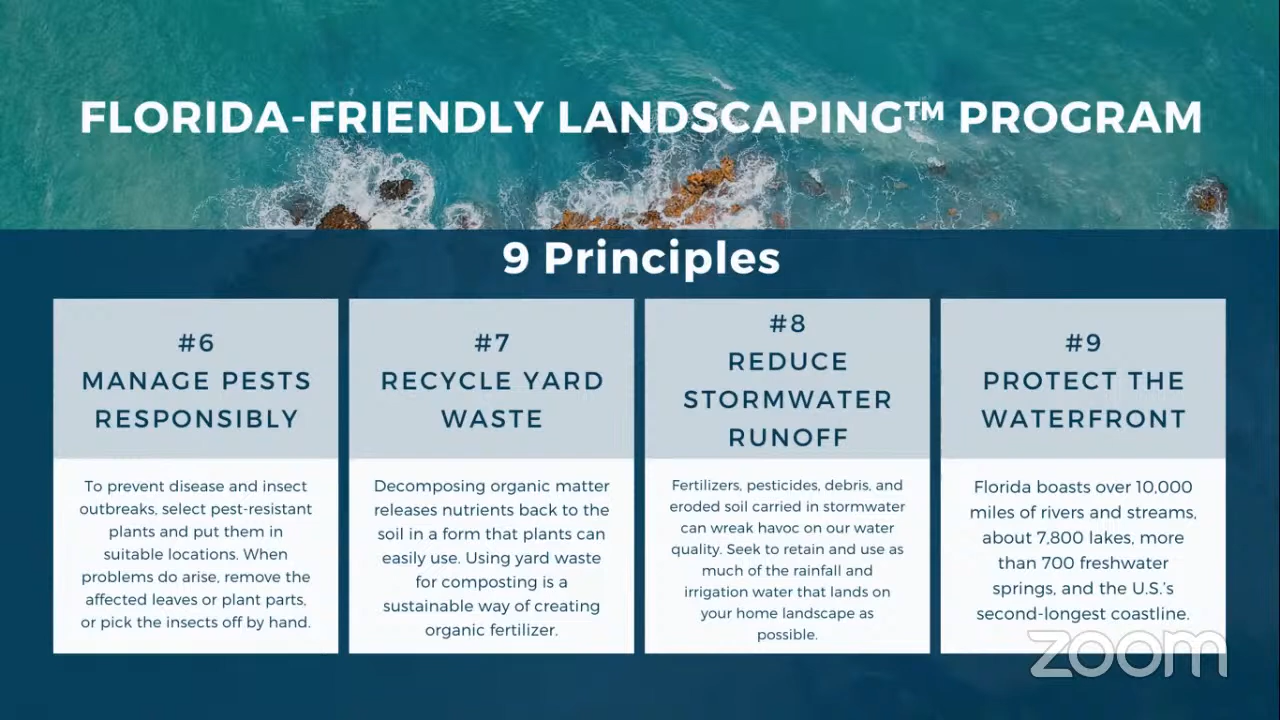 FLORIDA-FRIENDLY LANDSCAPING™ PROGRAM
9 Principles
#6
MANAGE PESTS
RESPONSIBLY
To prevent disease and insect
outbreaks, select pest-resistant
plants and put them in
suitable locations. When
problems do arise, remove the
affected leaves or plant parts,
or pick the insects off by hand.
#7
RECYCLE YARD
WASTE
Decomposing organic matter
releases nutrients back to the
soil in a form that plants can
easily use. Using yard waste
for composting is a
sustainable way of creating
organic fertilizer.
#8
REDUCE
STORMWATER
RUNOFF
Fertilizers, pesticides, debris, and
eroded soil carried in stormwater
can wreak havoc on our water
quality. Seek to retain and use as
much of the rainfall and
irrigation water that lands on
your home landscape as
possible.
#9
PROTECT THE
WATERFRONT
Florida boasts over 10,000
miles of rivers and streams,
about 7,800 lakes, more
than 700 freshwater
springs, and the U.S.'s
second-longest coastline.
zoom